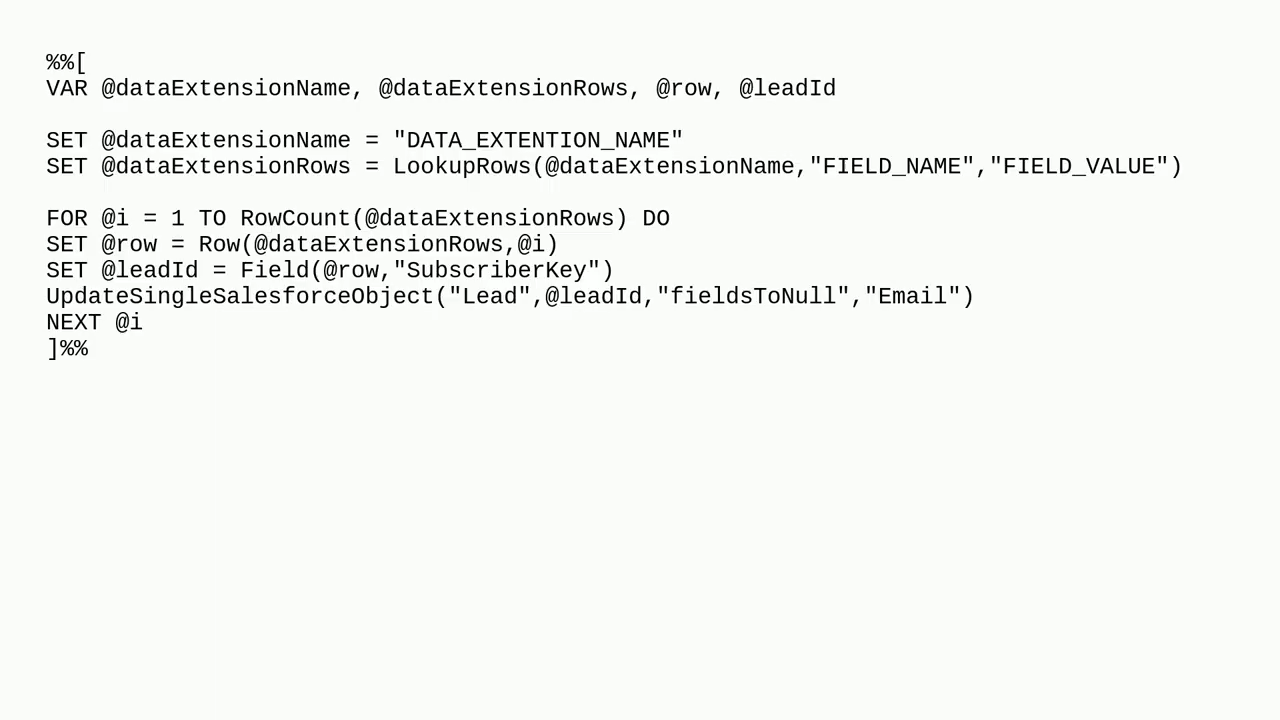 %%[
VAR @dataExtensionName, @dataExtensionRows, @row, @leadId
SET @dataExtensionName = "DATA_EXTENTION_NAME"
SET @dataExtensionRows = LookupRows(@dataExtensionName,"FIELD_NAME","FIELD_VALUE")
FOR @i = 1 TO RowCount(@dataExtensionRows) DO
SET @row = Row(@dataExtensionRows,@i)
SET @leadId = Field(@row,"SubscriberKey")
UpdateSingleSalesforceObject("Lead",@leadId,"fieldsToNull","Email")
NEXT @i
]%%